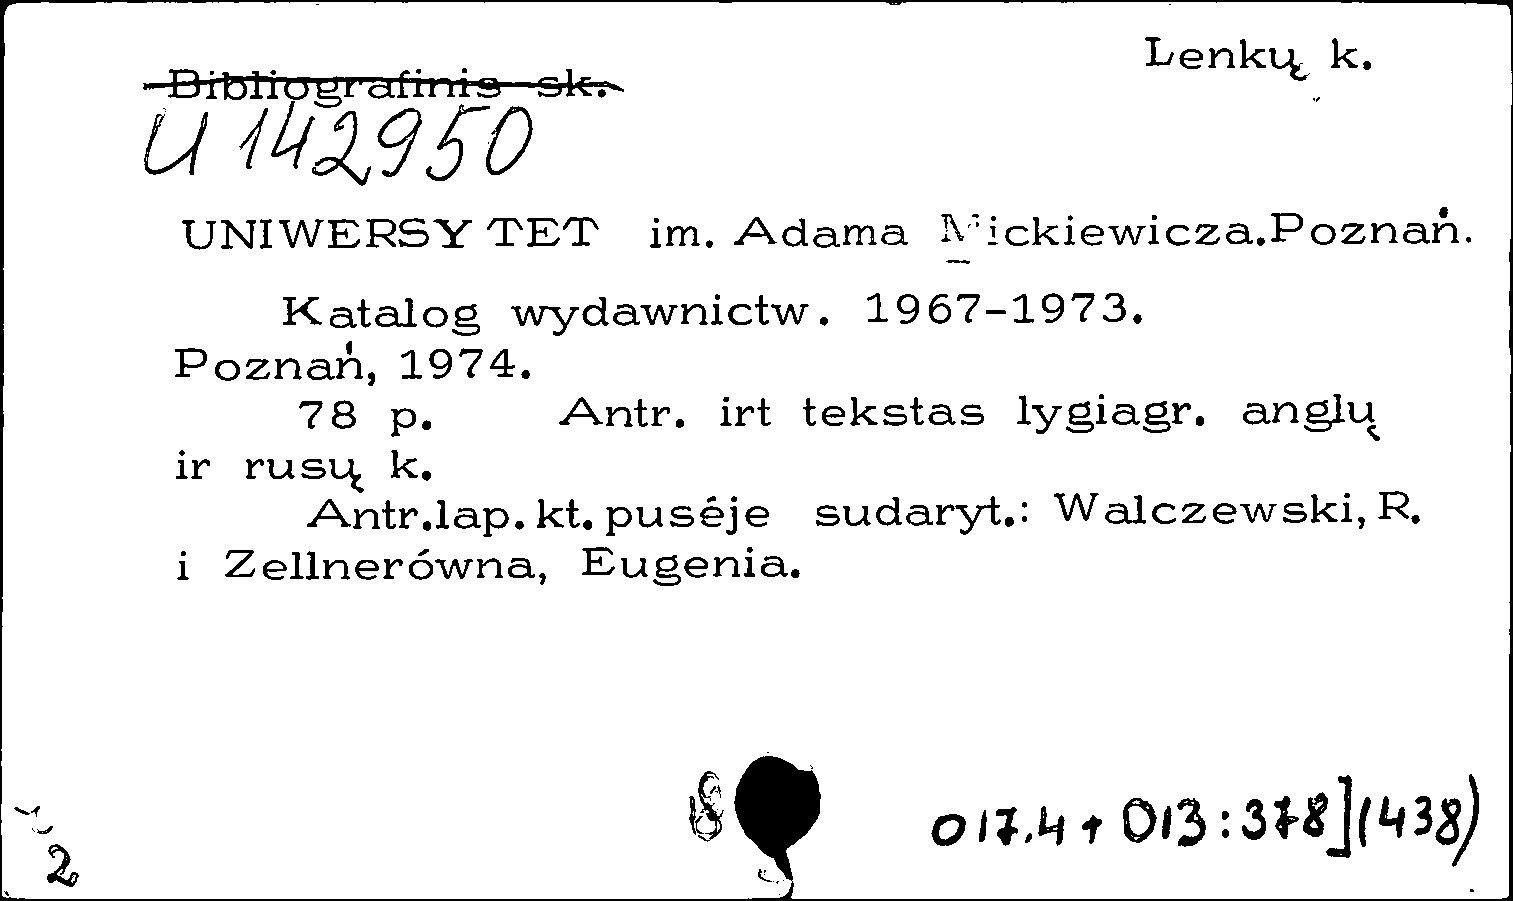 Lenkų k.
Bibliografinis sk.
U 142950
UNIWERSYTET im. Adama Mickiewicza.Poznań.
Katalog wydawnictw. 1967-1973.
Poznań, 1974.
78 p. Antr. irt tekstas lygiagr. anglų
ir rusų k.
Antr.lap.kt.pusėje sudaryt.: Walczewski,R.
i Zellnerówna, Eugenia.
017.4+013:378](438)
2